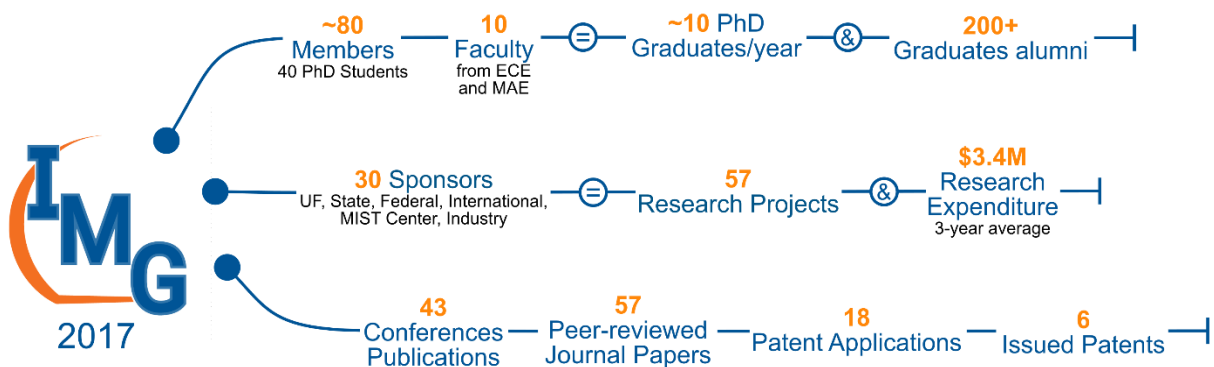 ~80
Members
40 PhD Students
10
Faculty
from ECE
and MAE
=
~10 PhD
Graduates/year
&
200+
Graduates alumni
IMG
2017
30 Sponsors
UF, State, Federal, International,
MIST Center, Industry
=
57
Research Projects
&
$3.4M
Research
Expenditure
3-year average
43
Conferences
Publications
57
Peer-reviewed
Journal Papers
18
Patent Applications
6
Issued Patents